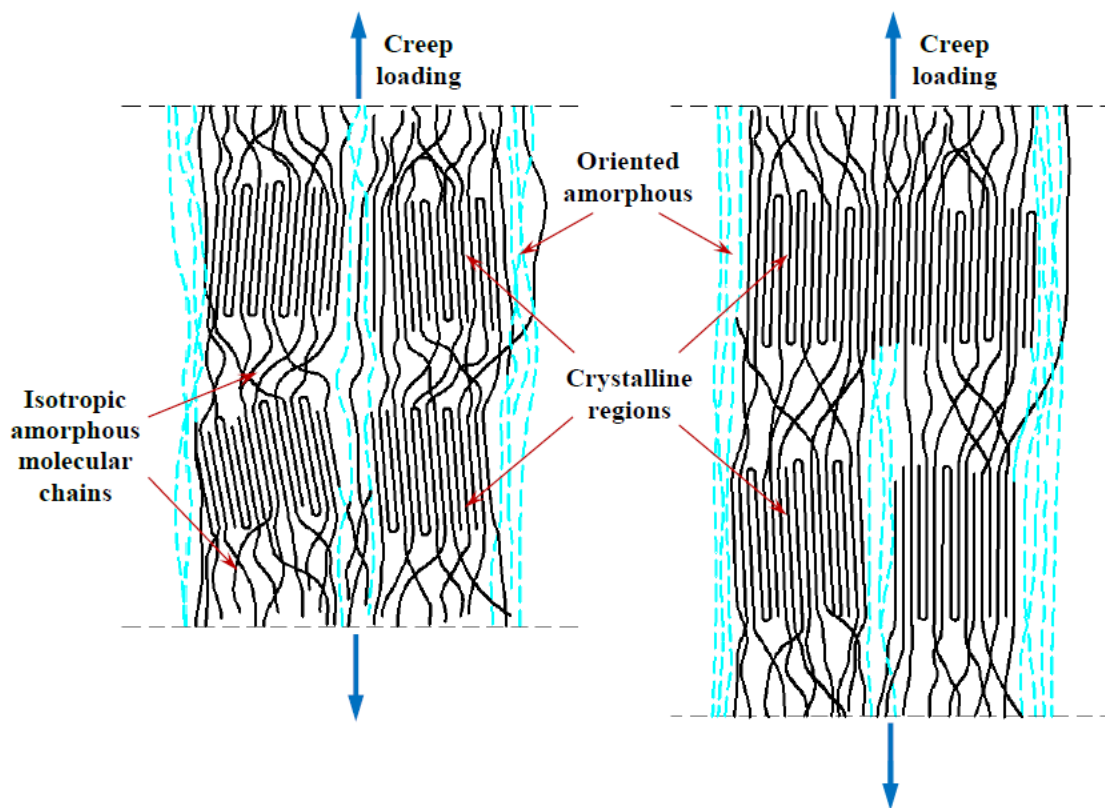 Creep
loading
Creep
loading
Oriented
amorphous
Crystalline
regions
Isotropic
amorphous
molecular
chains